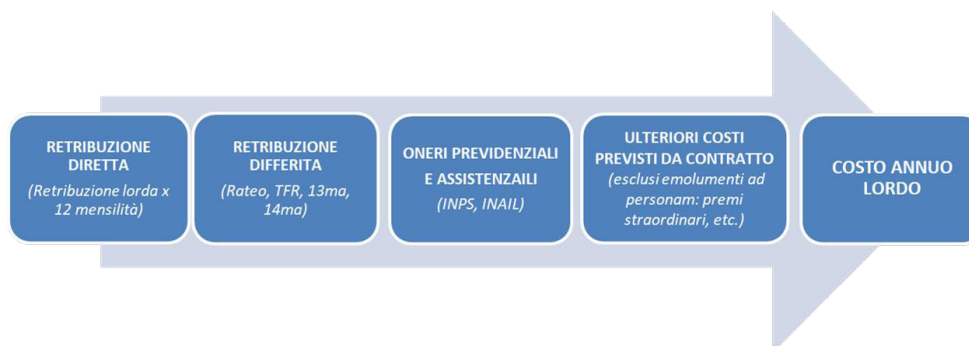 RETRIBUZIONE
DIRETTA
(Retribuzione lorda x
12 mensilità)
RETRIBUZIONE
DIFFERITA
(Rateo, TFR, 13ma,
14ma)
ONERI PREVIDENZIALI
E ASSISTENZAILI
(INPS, INAIL)
ULTERIORI COSTI
PREVISTI DA CONTRATTO
(esclusi emolumenti ad
personam: premi
straordinari, etc.)
COSTO ANNUO
LORDO